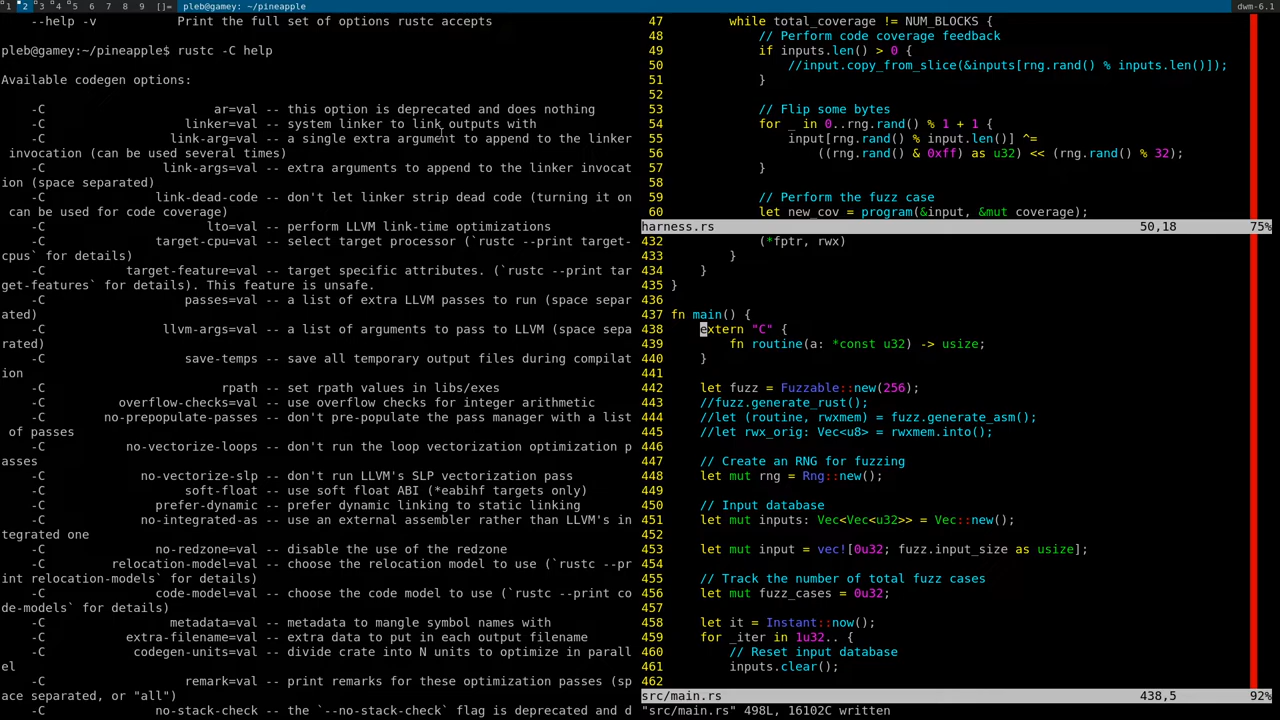 1 2 3 4 5 6 7 8 9 []= pleb@gamey: ~/pineapple dwm-6.1
--help -v           Print the full set of options rustc accepts

pleb@gamey:~/pineapple$ rustc -C help

Available codegen options:

    -C                       ar=val -- this option is deprecated and does nothing
    -C                   linker=val -- system linker to link outputs with
    -C                 link-arg=val -- a single extra argument to append to the linker
 invocation (can be used several times)
    -C                link-args=val -- extra arguments to append to the linker invocat
ion (space separated)
    -C               link-dead-code -- don't let linker strip dead code (turning it on
 can be used for code coverage)
    -C                      lto=val -- perform LLVM link-time optimizations
    -C               target-cpu=val -- select target processor (`rustc --print target-
cpus` for details)
    -C           target-feature=val -- target specific attributes. (`rustc --print tar
get-features` for details). This feature is unsafe.
    -C                   passes=val -- a list of extra LLVM passes to run (space separ
ated)
    -C                llvm-args=val -- a list of arguments to pass to LLVM (space sepa
rated)
    -C                   save-temps -- save all temporary output files during compilat
ion
    -C                        rpath -- set rpath values in libs/exes
    -C          overflow-checks=val -- use overflow checks for integer arithmetic
    -C        no-prepopulate-passes -- don't pre-populate the pass manager with a list
 of passes
    -C           no-vectorize-loops -- don't run the loop vectorization optimization p
asses
    -C             no-vectorize-slp -- don't run LLVM's SLP vectorization pass
    -C                   soft-float -- use soft float ABI (*eabihf targets only)
    -C               prefer-dynamic -- prefer dynamic linking to static linking
    -C             no-integrated-as -- use an external assembler rather than LLVM's in
tegrated one
    -C                   no-redzone -- disable the use of the redzone
    -C         relocation-model=val -- choose the relocation model to use (`rustc --pr
int relocation-models` for details)
    -C               code-model=val -- choose the code model to use (`rustc --print co
de-models` for details)
    -C                 metadata=val -- metadata to mangle symbol names with
    -C           extra-filename=val -- extra data to put in each output filename
    -C            codegen-units=val -- divide crate into N units to optimize in parall
el
    -C                   remark=val -- print remarks for these optimization passes (sp
ace separated, or "all")
    -C               no-stack-check -- the `--no-stack-check` flag is deprecated and d
47         while total_coverage != NUM_BLOCKS {
48             // Perform code coverage feedback
49             if inputs.len() > 0 {
50                 //input.copy_from_slice(&inputs[rng.rand() % inputs.len()]);
51             }
52
53             // Flip some bytes
54             for _ in 0..rng.rand() % 1 + 1 {
55                 input[rng.rand() % input.len()] ^=
56                     ((rng.rand() & 0xff) as u32) << (rng.rand() % 32);
57             }
58
59             // Perform the fuzz case
60             let new_cov = program(&input, &mut coverage);
harness.rs 50,18 75%
432             (*fptr, rwx)
433         }
434     }
435 }
436
437 fn main() {
438     extern "C" {
439         fn routine(a: *const u32) -> usize;
440     }
441
442     let fuzz = Fuzzable::new(256);
443     //fuzz.generate_rust();
444     //let (routine, rwxmem) = fuzz.generate_asm();
445     //let rwx_orig: Vec<u8> = rwxmem.into();
446
447     // Create an RNG for fuzzing
448     let mut rng = Rng::new();
449
450     // Input database
451     let mut inputs: Vec<Vec<u32>> = Vec::new();
452
453     let mut input = vec![0u32; fuzz.input_size as usize];
454
455     // Track the number of total fuzz cases
456     let mut fuzz_cases = 0u32;
457
458     let it = Instant::now();
459     for _iter in 1u32.. {
460         // Reset input database
461         inputs.clear();
462
src/main.rs 438,5 92%
"src/main.rs" 498L, 16102C written